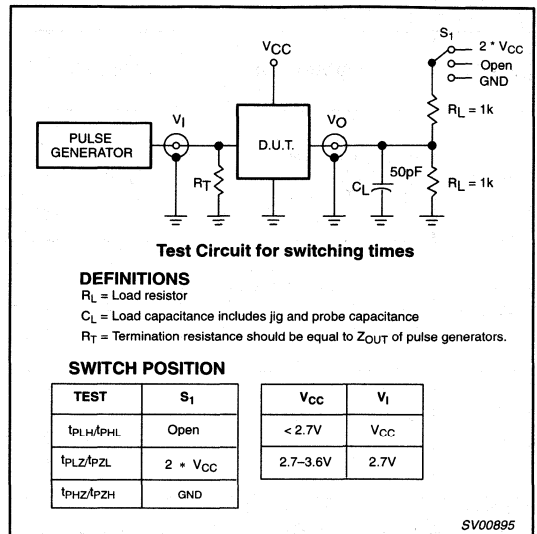 S1
2 * VCC
Open
GND
VCC
RL = 1k
VI
VO
PULSE
GENERATOR
D.U.T.
RT
50pF
CL
RL = 1k
Test Circuit for switching times
DEFINITIONS
RL = Load resistor
CL = Load capacitance includes jig and probe capacitance
RT = Termination resistance should be equal to ZOUT of pulse generators.
SWITCH POSITION
TEST S1
tPLH/tPHL Open
tPLZ/tPZL 2 * VCC
tPHZ/tPZH GND
VCC VI
< 2.7V VCC
2.7–3.6V 2.7V
SV00895